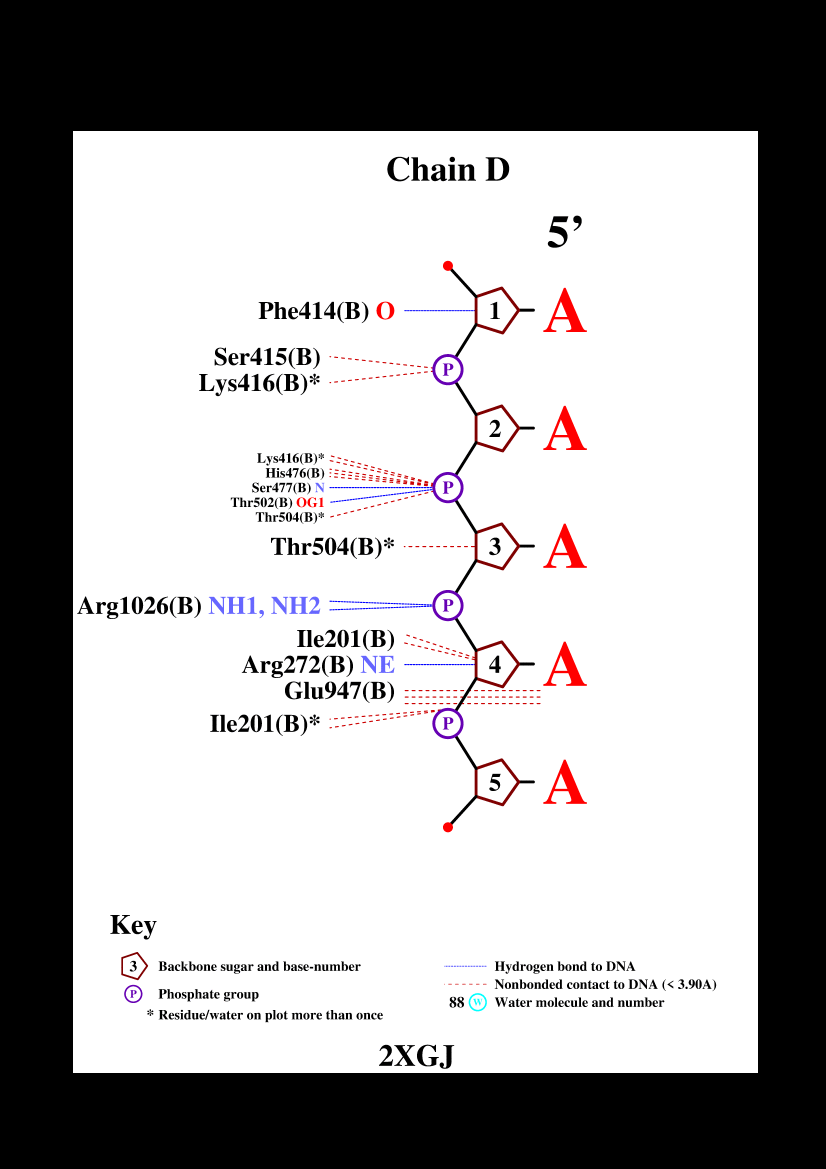 Chain D
5’
Phe414(B) O 1 A
Ser415(B)
P
Lys416(B)*
2 A
Lys416(B)*
His476(B)
Ser477(B) N P
Thr502(B) OG1
Thr504(B)*
Thr504(B)* 3 A
Arg1026(B) NH1, NH2 P
Ile201(B)
Arg272(B) NE 4 A
Glu947(B)
Ile201(B)* P
5 A
Key
3 Backbone sugar and base-number
P Phosphate group
* Residue/water on plot more than once
Hydrogen bond to DNA
Nonbonded contact to DNA (< 3.90A)
88 W Water molecule and number
2XGJ